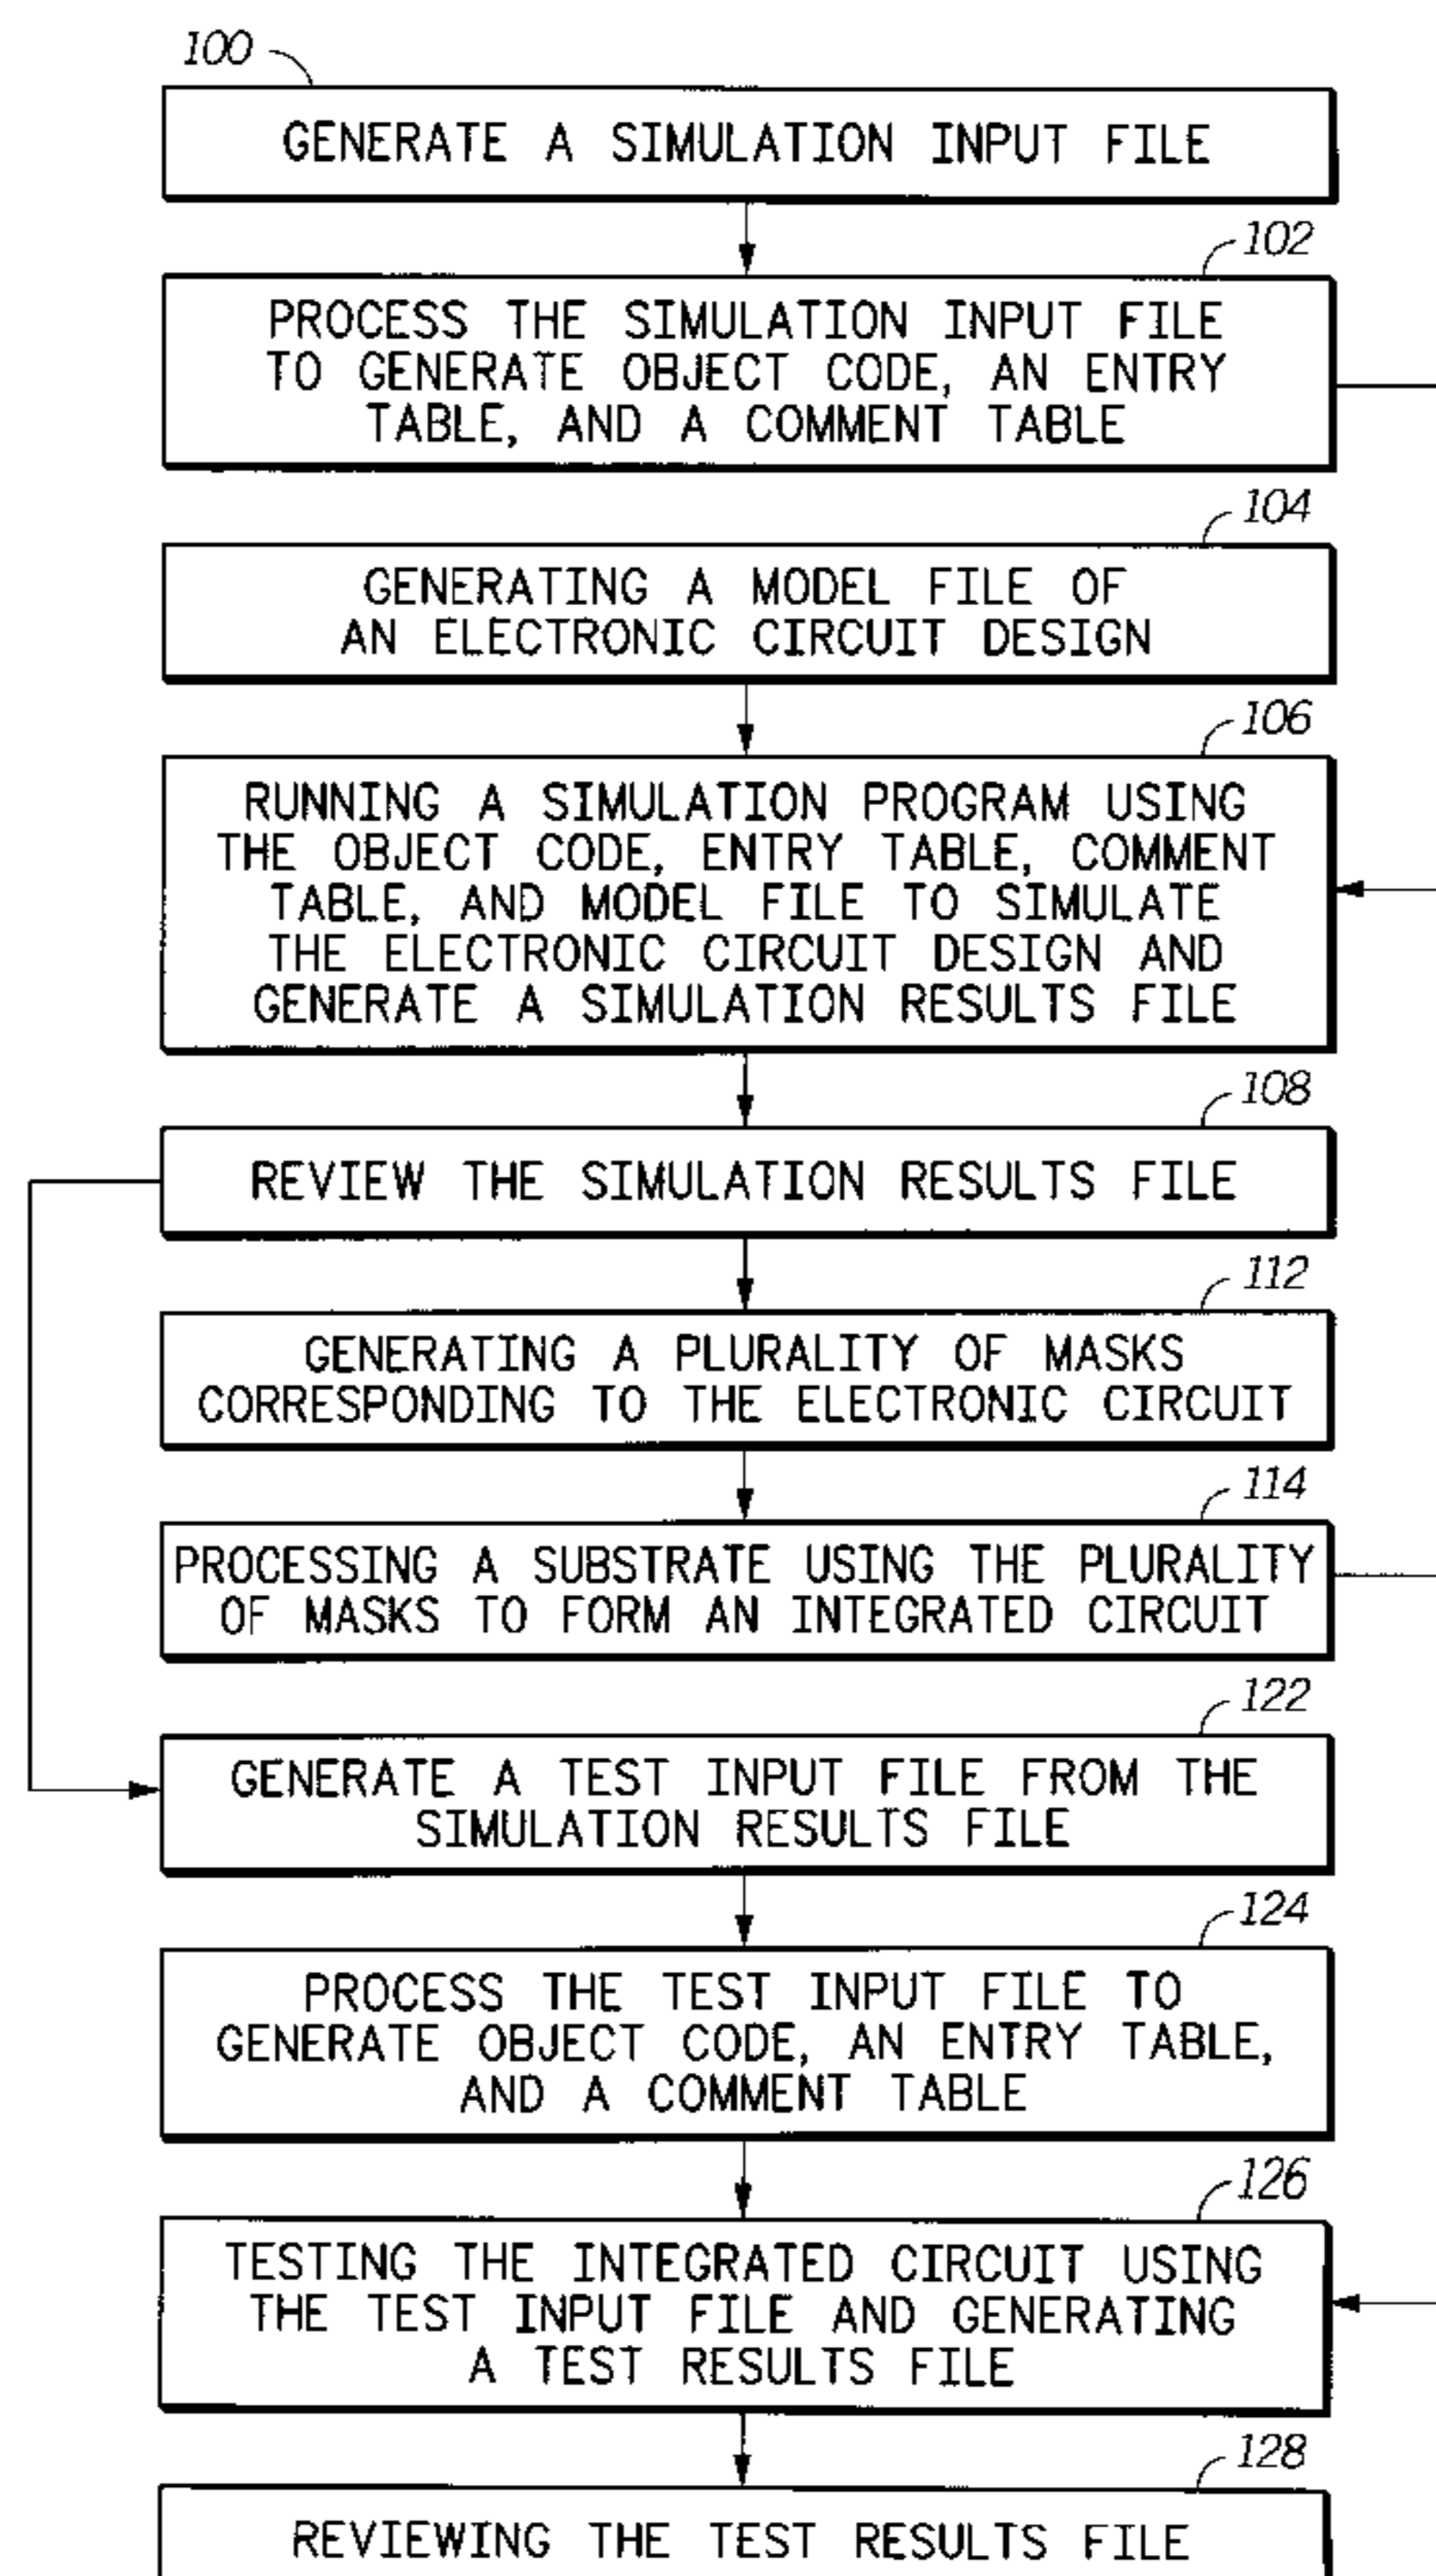 100
GENERATE A SIMULATION INPUT FILE
102
PROCESS THE SIMULATION INPUT FILE
TO GENERATE OBJECT CODE, AN ENTRY
TABLE, AND A COMMENT TABLE
104
GENERATING A MODEL FILE OF
AN ELECTRONIC CIRCUIT DESIGN
106
RUNNING A SIMULATION PROGRAM USING
THE OBJECT CODE, ENTRY TABLE, COMMENT
TABLE, AND MODEL FILE TO SIMULATE
THE ELECTRONIC CIRCUIT DESIGN AND
GENERATE A SIMULATION RESULTS FILE
108
REVIEW THE SIMULATION RESULTS FILE
112
GENERATING A PLURALITY OF MASKS
CORRESPONDING TO THE ELECTRONIC CIRCUIT
114
PROCESSING A SUBSTRATE USING THE PLURALITY
OF MASKS TO FORM AN INTEGRATED CIRCUIT
122
GENERATE A TEST INPUT FILE FROM THE
SIMULATION RESULTS FILE
124
PROCESS THE TEST INPUT FILE TO
GENERATE OBJECT CODE, AN ENTRY TABLE,
AND A COMMENT TABLE
126
TESTING THE INTEGRATED CIRCUIT USING
THE TEST INPUT FILE AND GENERATING
A TEST RESULTS FILE
128
REVIEWING THE TEST RESULTS FILE